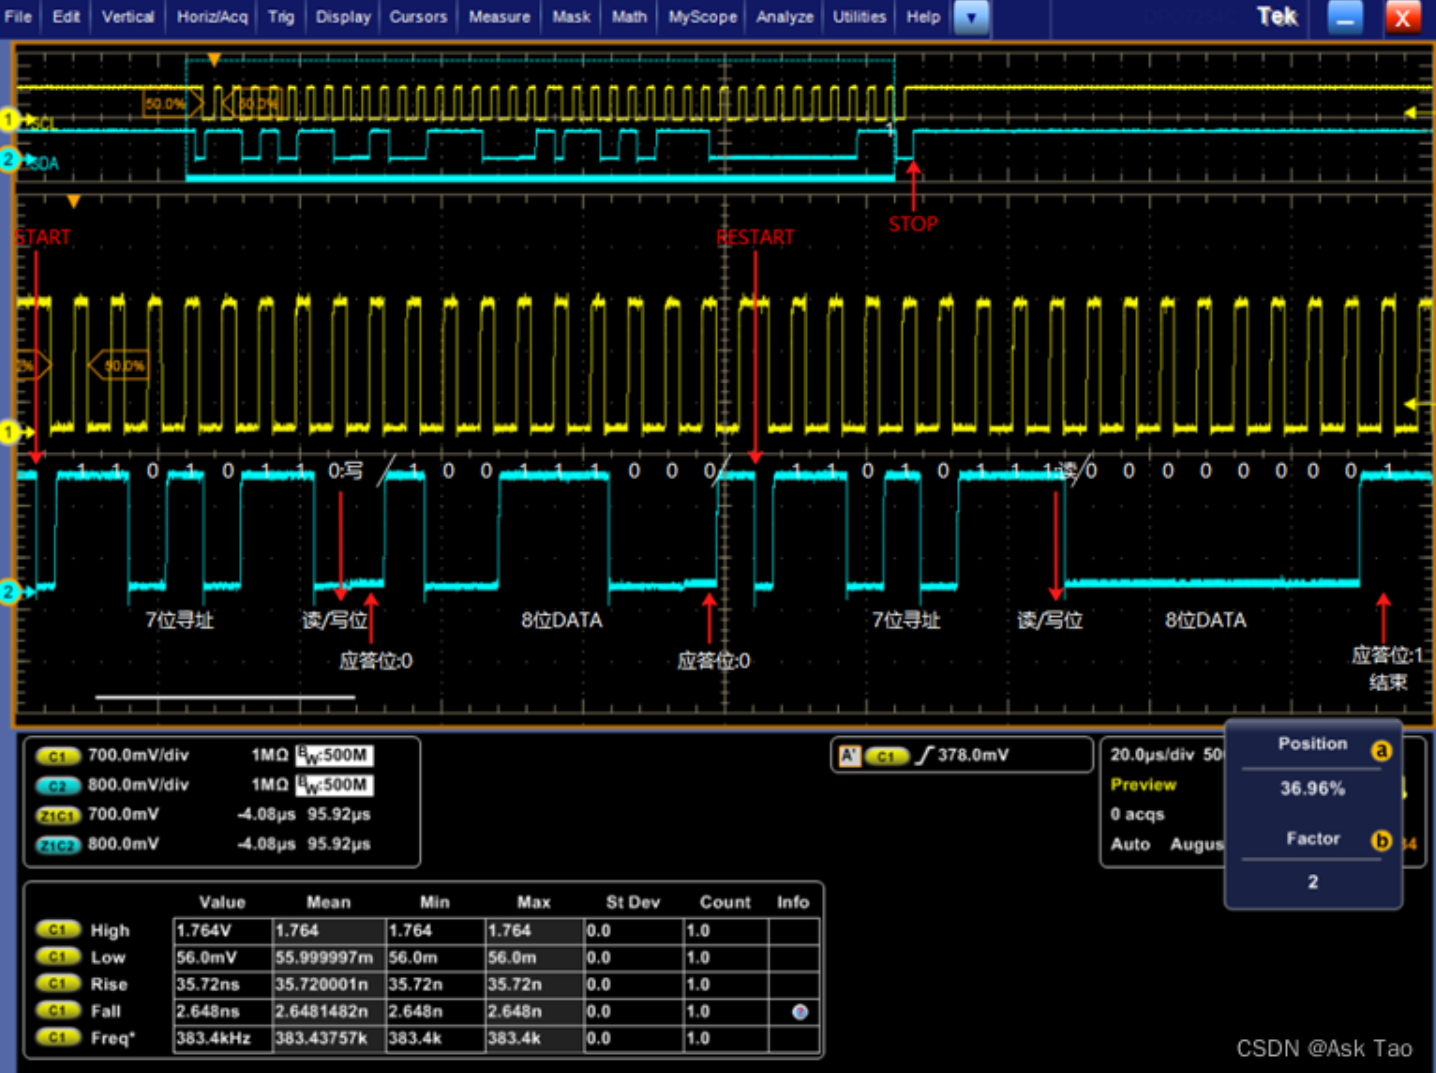 File Edit Vertical Horiz/Acq Trig Display Cursors Measure Mask Math MyScope Analyze Utilities Help Tek X
50.0% 50.0%
1 SCL
2 SDA
1
STOP
START RESTART
50.0%
1
1 1 0 1 0 1 1 0:写 1 0 0 1 1 1 0 0 0 1 1 0 1 0 1 1 1:读 0 0 0 0 0 0 0 0 1
2
7位寻址 读/写位 8位DATA 7位寻址 读/写位 8位DATA
应答位:0 应答位:0 应答位:1
结束
C1 700.0mV/div 1MΩ BW:500M
C2 800.0mV/div 1MΩ BW:500M
Z1C1 700.0mV -4.08µs 95.92µs
Z1C2 800.0mV -4.08µs 95.92µs
A' C1 378.0mV
20.0µs/div
Preview
0 acqs
Auto Augus
Position a
36.96%
Factor b
2
Value Mean Min Max St Dev Count Info
C1 High 1.764V 1.764 1.764 1.764 0.0 1.0
C1 Low 56.0mV 55.999997m 56.0m 56.0m 0.0 1.0
C1 Rise 35.72ns 35.720001n 35.72n 35.72n 0.0 1.0
C1 Fall 2.648ns 2.6481482n 2.648n 2.648n 0.0 1.0
C1 Freq* 383.4kHz 383.43757k 383.4k 383.4k 0.0 1.0
CSDN @Ask Tao